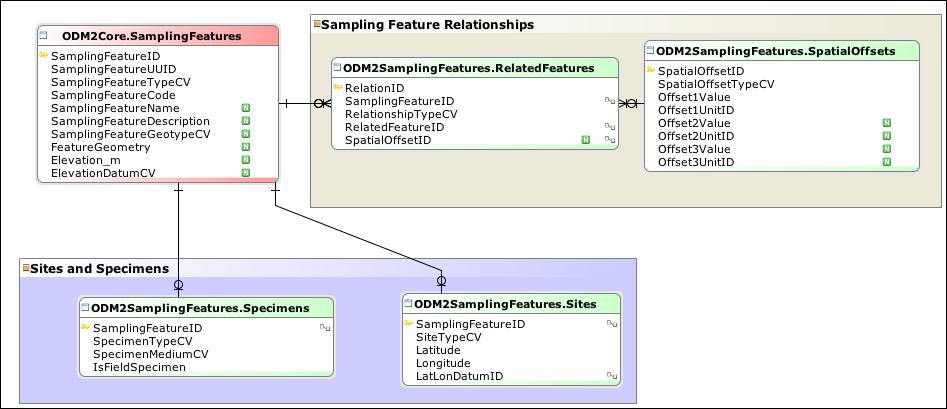 ODM2Core.SamplingFeatures
SamplingFeatureID
SamplingFeatureUUID
SamplingFeatureTypeCV
SamplingFeatureCode
SamplingFeatureName N
SamplingFeatureDescription N
SamplingFeatureGeotypeCV N
FeatureGeometry N
Elevation_m N
ElevationDatumCV N
Sampling Feature Relationships
ODM2SamplingFeatures.RelatedFeatures
RelationID
SamplingFeatureID
RelationshipTypeCV
RelatedFeatureID
SpatialOffsetID N
ODM2SamplingFeatures.SpatialOffsets
SpatialOffsetID
SpatialOffsetTypeCV
Offset1Value
Offset1UnitID
Offset2Value N
Offset2UnitID N
Offset3Value N
Offset3UnitID N
Sites and Specimens
ODM2SamplingFeatures.Specimens
SamplingFeatureID
SpecimenTypeCV
SpecimenMediumCV
IsFieldSpecimen
ODM2SamplingFeatures.Sites
SamplingFeatureID
SiteTypeCV
Latitude
Longitude
LatLonDatumID